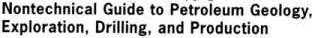 Nontechnical Guide to Petroleum Geology,
Exploration, Drilling, and Production